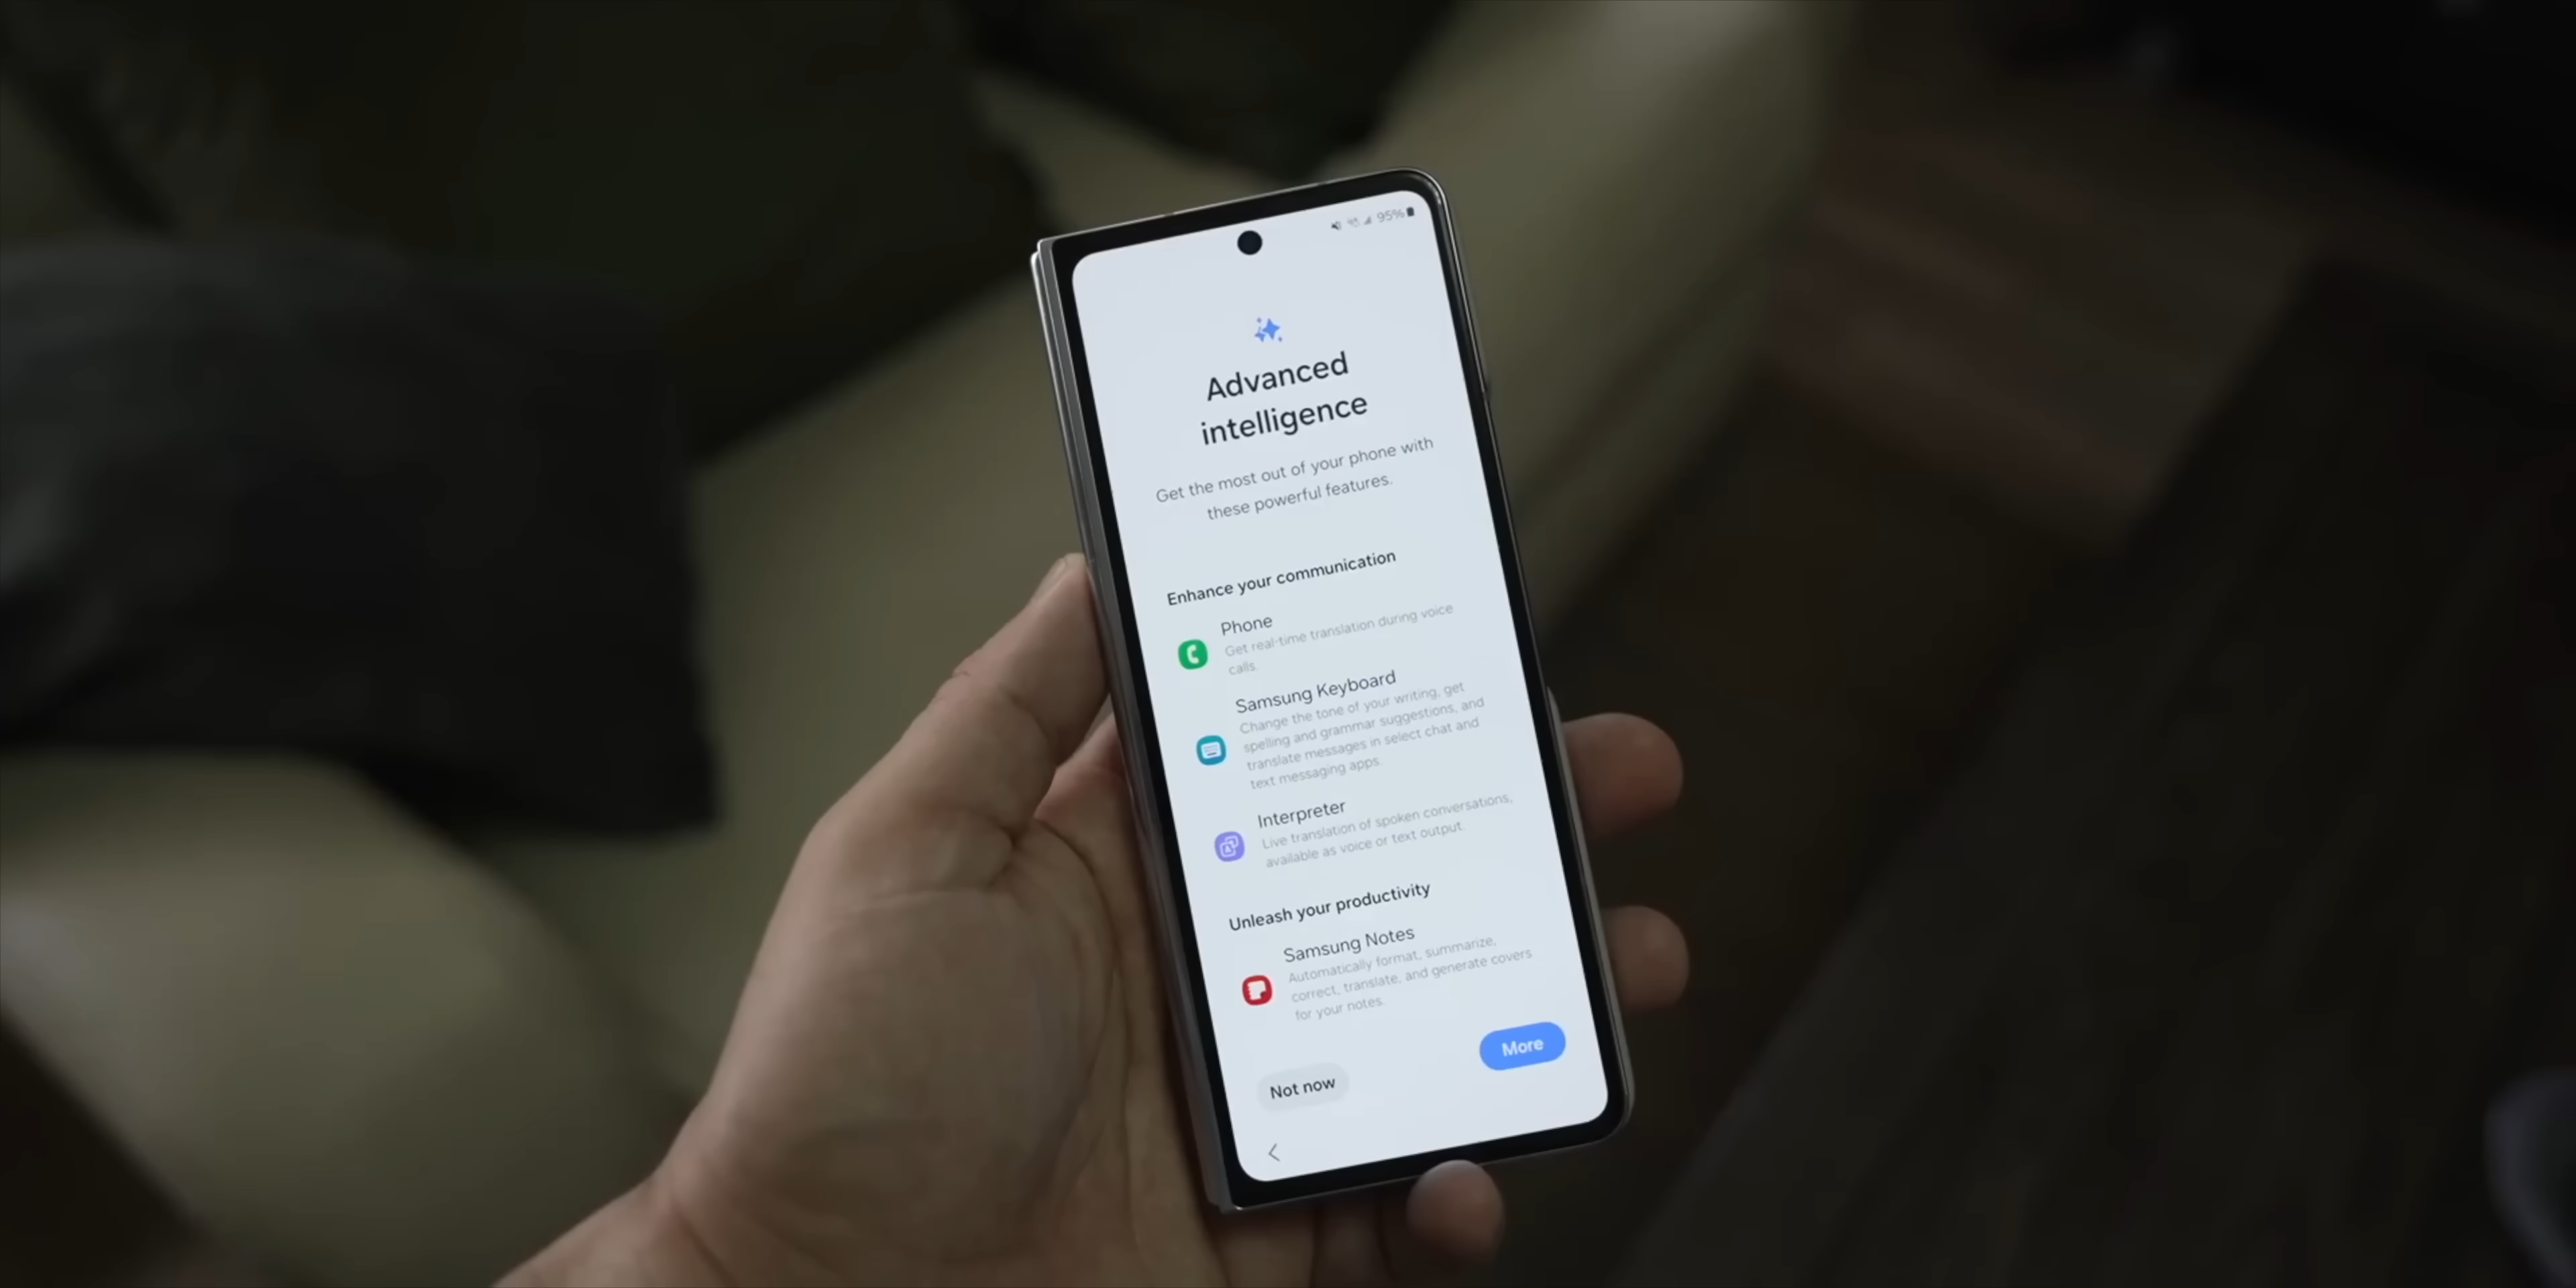 95%
Advanced
intelligence
Get the most out of your phone with
these powerful features.
Enhance your communication
Phone
Get real-time translation during voice
calls.
Samsung Keyboard
Change the tone of your writing, get
spelling and grammar suggestions, and
translate messages in select chat and
text messaging apps.
Interpreter
Live translation of spoken conversations,
available as voice or text output.
Unleash your productivity
Samsung Notes
Automatically format, summarize,
correct, translate, and generate covers
for your notes.
More
Not now